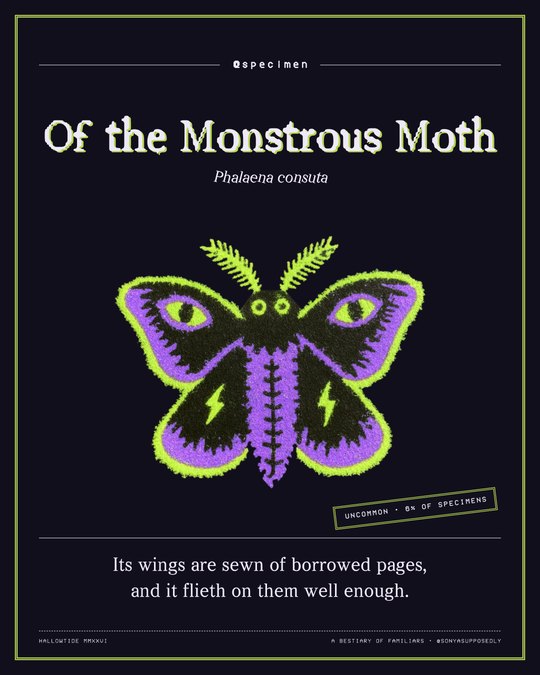 @specimen
Of the Monstrous Moth
Phalaena consuta
UNCOMMON · 6% OF SPECIMENS
Its wings are sewn of borrowed pages,
and it flieth on them well enough.
HALLOWTIDE MMXXVI
A BESTIARY OF FAMILIARS · @SONYASUPPOSEDLY